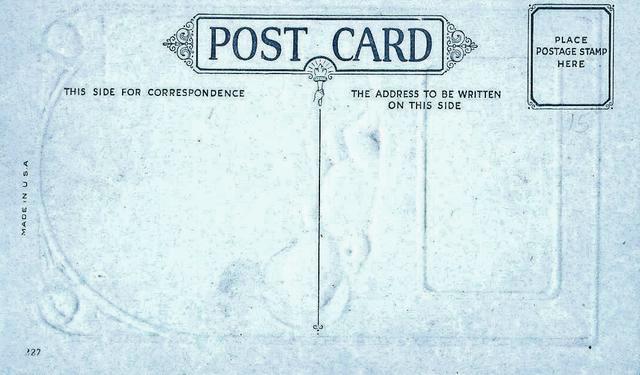 POST CARD
PLACE
POSTAGE STAMP
HERE
THIS SIDE FOR CORRESPONDENCE
THE ADDRESS TO BE WRITTEN
ON THIS SIDE
15
MADE IN U.S.A